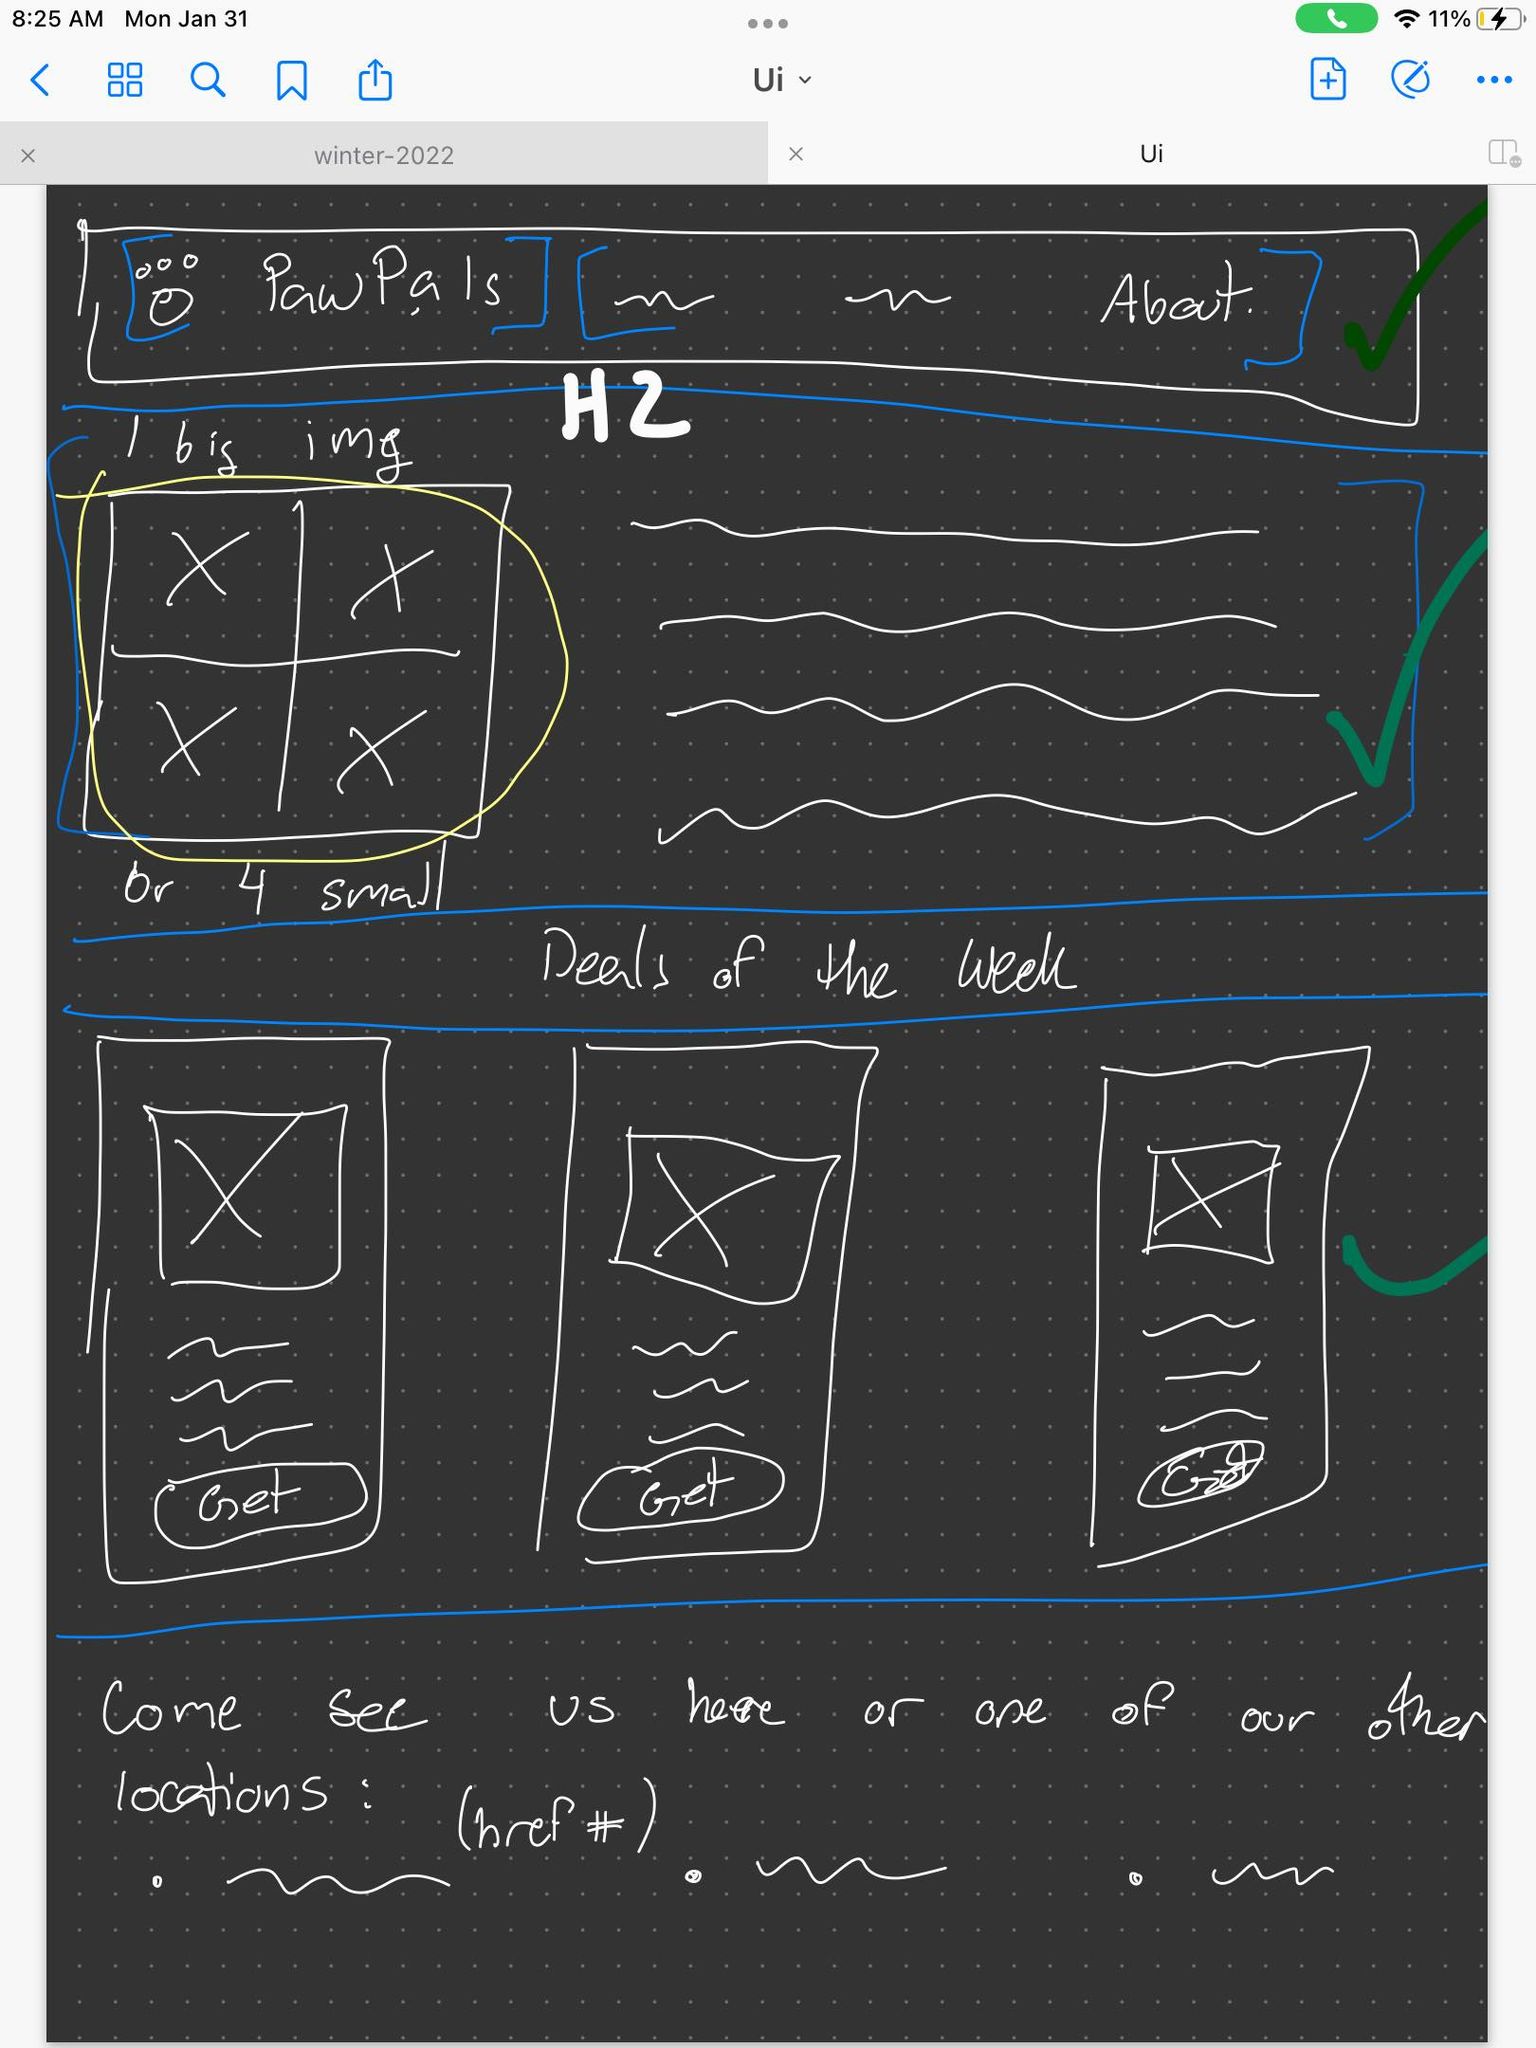 8:25 AM Mon Jan 31
11%
Ui
winter-2022
Ui
PawPals
About
H2
1 big img
or 4 small
Deals of the week
Get
Get
Get
Come see us here or one of our other
locations:
(href #)